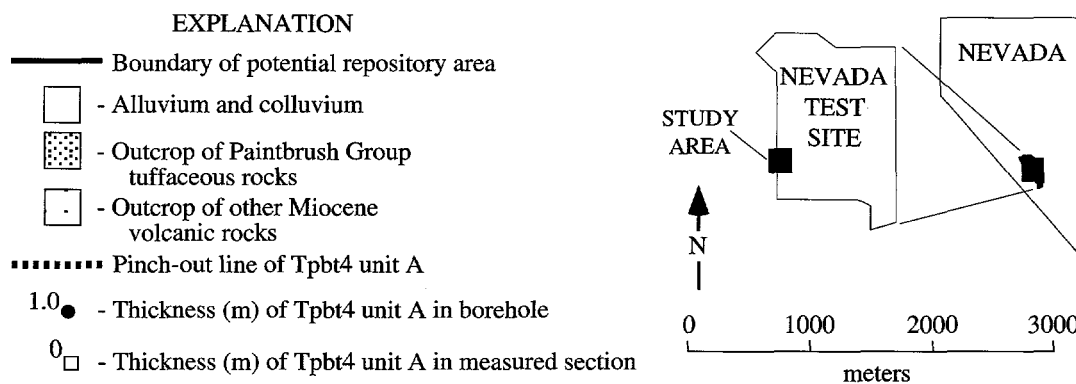 EXPLANATION
- Boundary of potential repository area
- Alluvium and colluvium
- Outcrop of Paintbrush Group
tuffaceous rocks
- Outcrop of other Miocene
volcanic rocks
- Pinch-out line of Tpbt4 unit A
1.0 - Thickness (m) of Tpbt4 unit A in borehole
0 - Thickness (m) of Tpbt4 unit A in measured section
NEVADA
TEST
SITE
NEVADA
STUDY
AREA
N
0 1000 2000 3000
meters